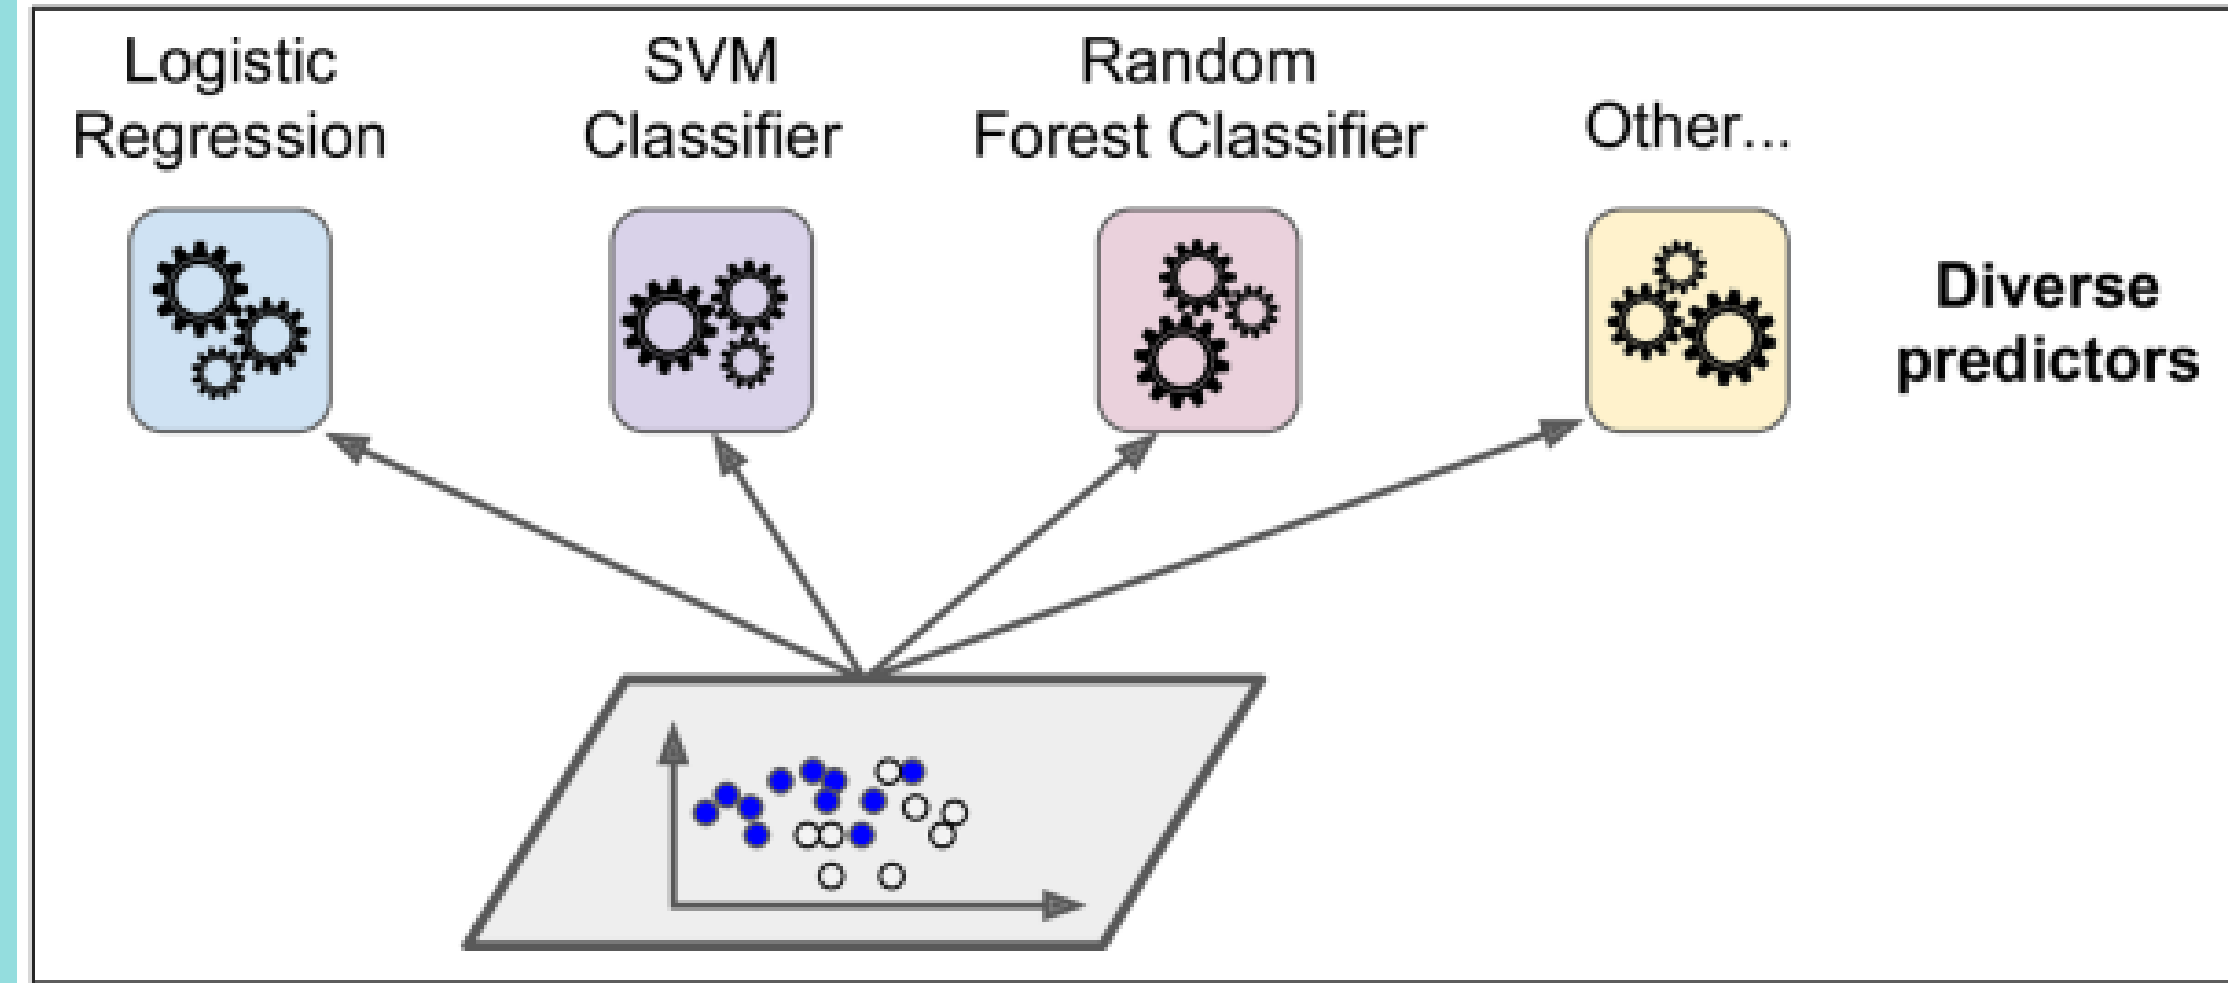 Logistic
Regression
SVM
Classifier
Random
Forest Classifier
Other...
Diverse
predictors